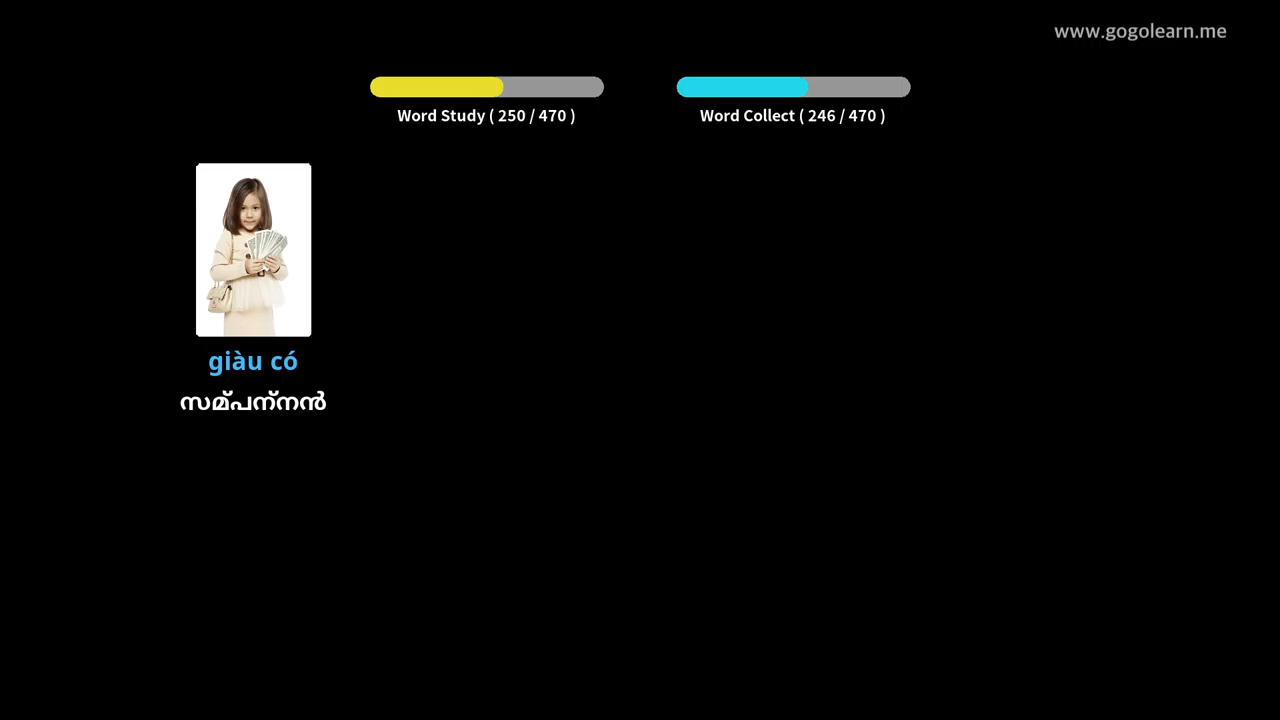 www.gogolearn.me
Word Study ( 250 / 470 )
Word Collect ( 246 / 470 )
giàu có
സമ്പന്നൻ